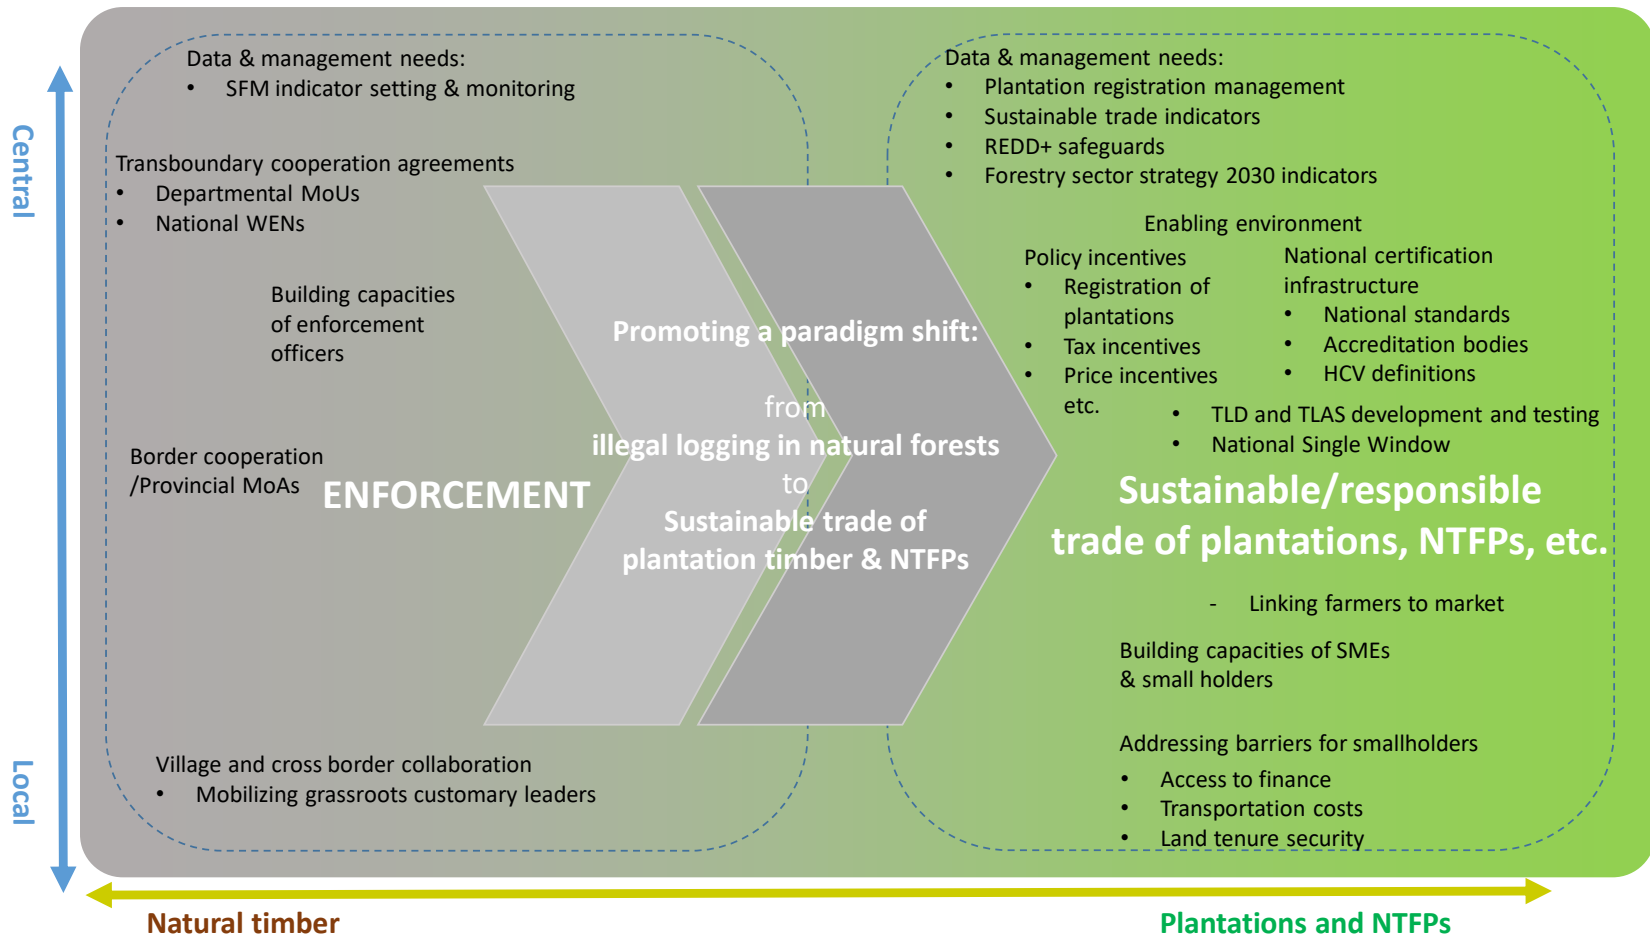 Central
Local
Data & management needs:
• SFM indicator setting & monitoring
Transboundary cooperation agreements
• Departmental MoUs
• National WENs
Building capacities
of enforcement
officers
Border cooperation
/Provincial MoAs
ENFORCEMENT
Village and cross border collaboration
• Mobilizing grassroots customary leaders
Promoting a paradigm shift:
from
illegal logging in natural forests
to
Sustainable trade of
plantation timber & NTFPs
Data & management needs:
• Plantation registration management
• Sustainable trade indicators
• REDD+ safeguards
• Forestry sector strategy 2030 indicators
Enabling environment
Policy incentives
• Registration of
plantations
• Tax incentives
• Price incentives
etc.
National certification
infrastructure
• National standards
• Accreditation bodies
• HCV definitions
• TLD and TLAS development and testing
• National Single Window
Sustainable/responsible
trade of plantations, NTFPs, etc.
- Linking farmers to market
Building capacities of SMEs
& small holders
Addressing barriers for smallholders
• Access to finance
• Transportation costs
• Land tenure security
Natural timber
Plantations and NTFPs